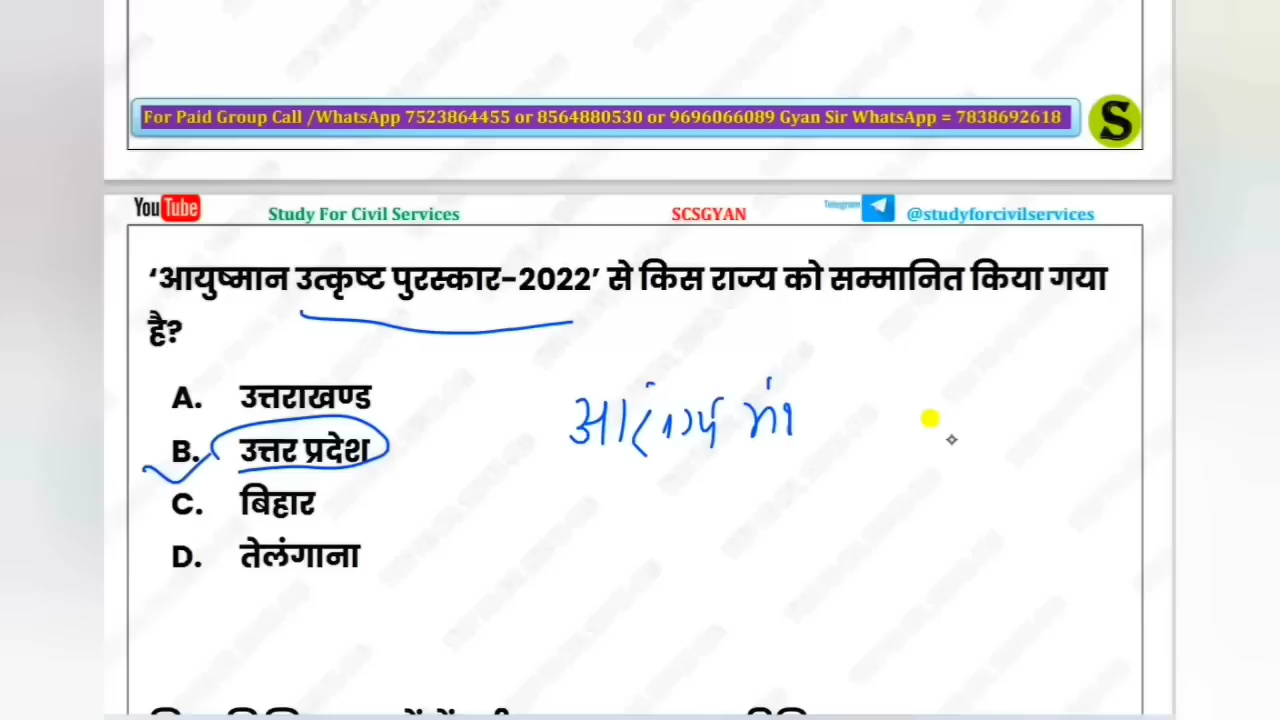 For Paid Group Call /WhatsApp 7523864455 or 8564880530 or 9696066089 Gyan Sir WhatsApp = 7838692618
S
YouTube Study For Civil Services SCSGYAN Telegram @studyforcivilservices
‘आयुष्मान उत्कृष्ट पुरस्कार-2022’ से किस राज्य को सम्मानित किया गया
है?
A. उत्तराखण्ड
B. उत्तर प्रदेश
C. बिहार
D. तेलंगाना